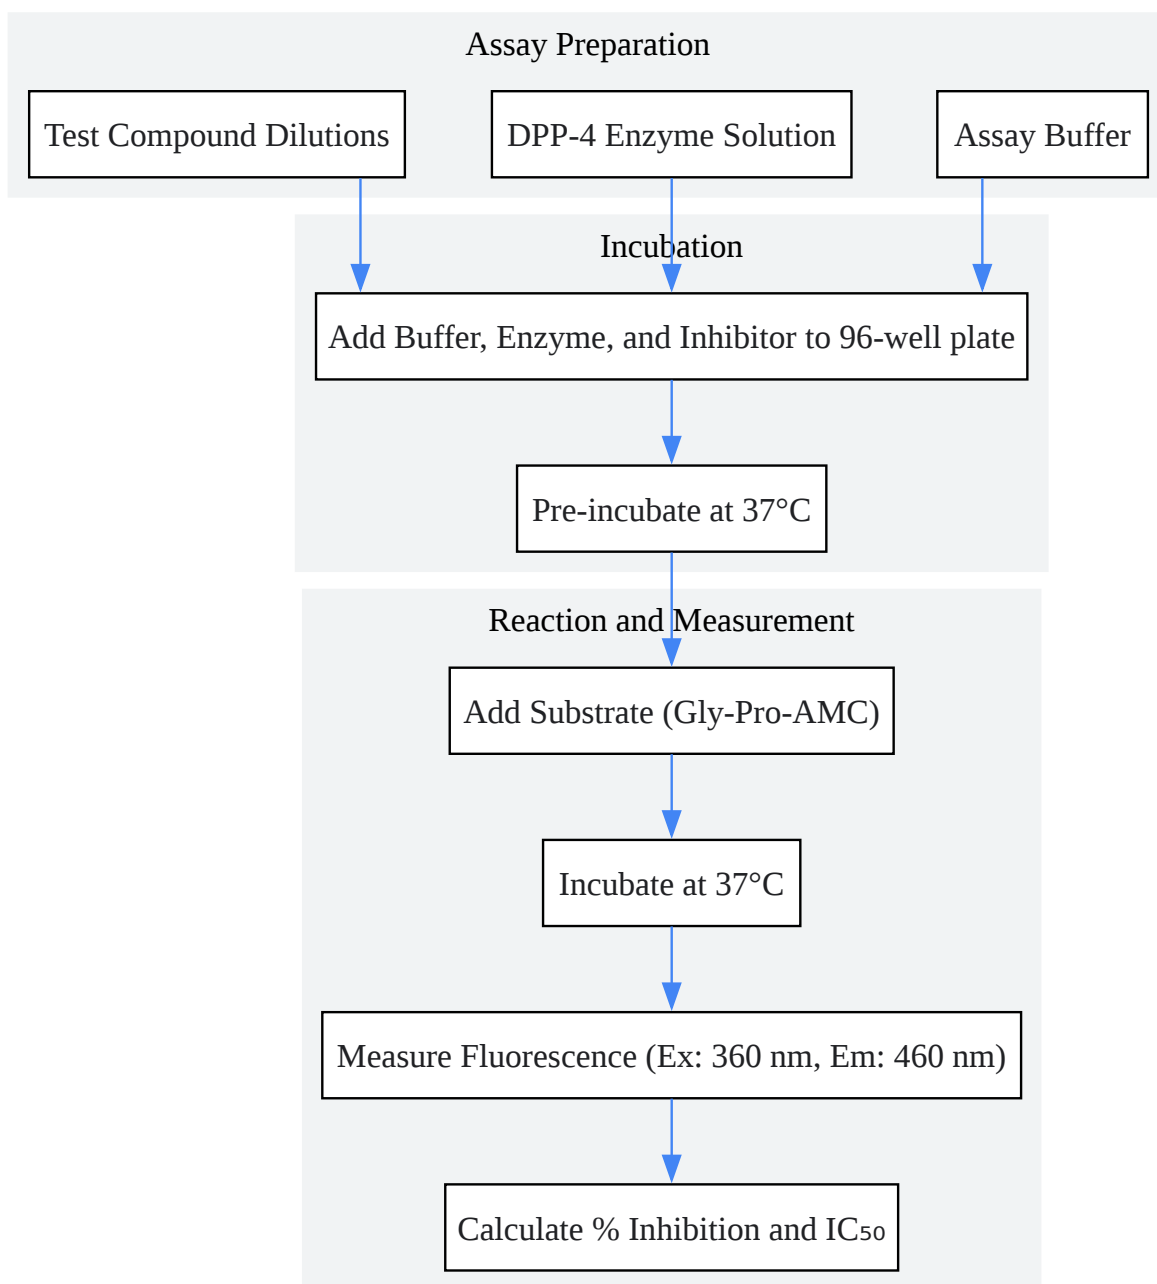 Assay Preparation
Test Compound Dilutions
DPP-4 Enzyme Solution
Assay Buffer
Incubation
Add Buffer, Enzyme, and Inhibitor to 96-well plate
Pre-incubate at 37°C
Reaction and Measurement
Add Substrate (Gly-Pro-AMC)
Incubate at 37°C
Measure Fluorescence (Ex: 360 nm, Em: 460 nm)
Calculate % Inhibition and IC₅₀